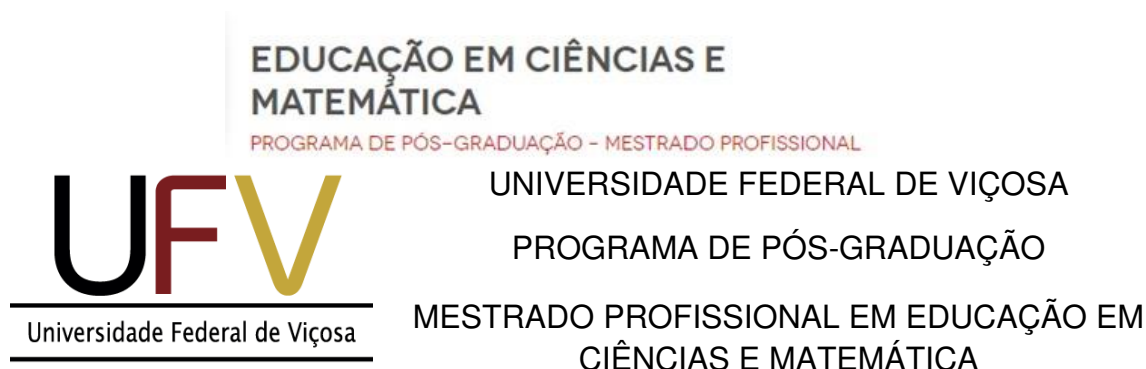 EDUCAÇÃO EM CIÊNCIAS E
MATEMÁTICA
PROGRAMA DE PÓS-GRADUAÇÃO - MESTRADO PROFISSIONAL
UFV
Universidade Federal de Viçosa
UNIVERSIDADE FEDERAL DE VIÇOSA
PROGRAMA DE PÓS-GRADUAÇÃO
MESTRADO PROFISSIONAL EM EDUCAÇÃO EM
CIÊNCIAS E MATEMÁTICA